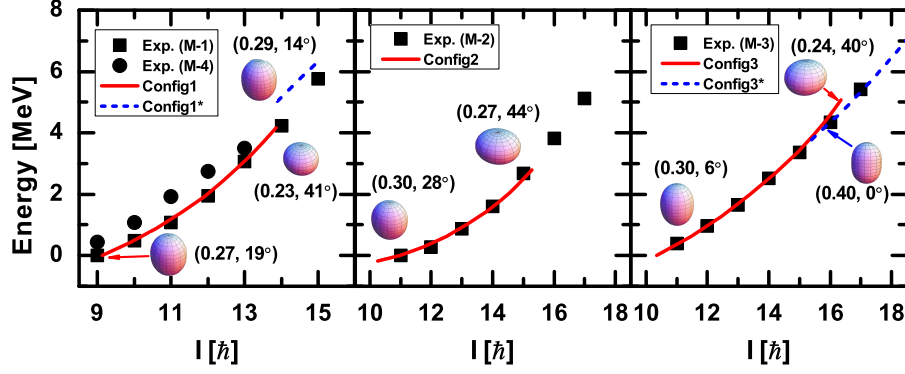 Energy [MeV]
8
6
4
2
0
Exp. (M-1)
Exp. (M-4)
Config1
Config1*
(0.29, 14°)
(0.23, 41°)
(0.27, 19°)
9 11 13 15
I [ħ]
Exp. (M-2)
Config2
(0.27, 44°)
(0.30, 28°)
10 12 14 16 18
I [ħ]
Exp. (M-3)
Config3
Config3*
(0.24, 40°)
(0.30, 6°)
(0.40, 0°)
10 12 14 16 18
I [ħ]